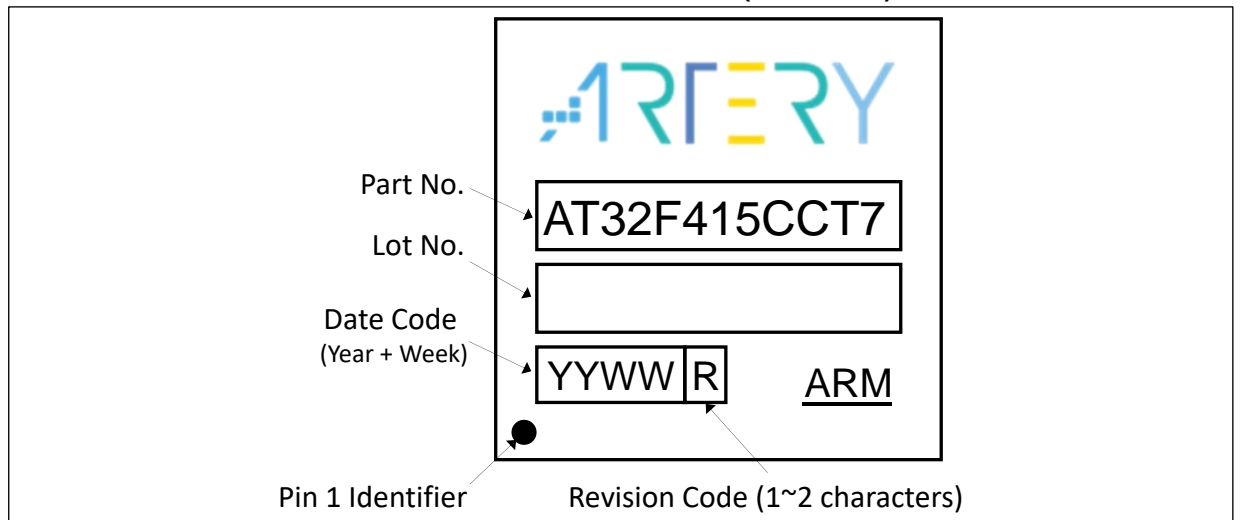 ARTERY
Part No.
AT32F415CCT7
Lot No.
Date Code
(Year + Week)
YYWW R
ARM
Pin 1 Identifier
Revision Code (1~2 characters)